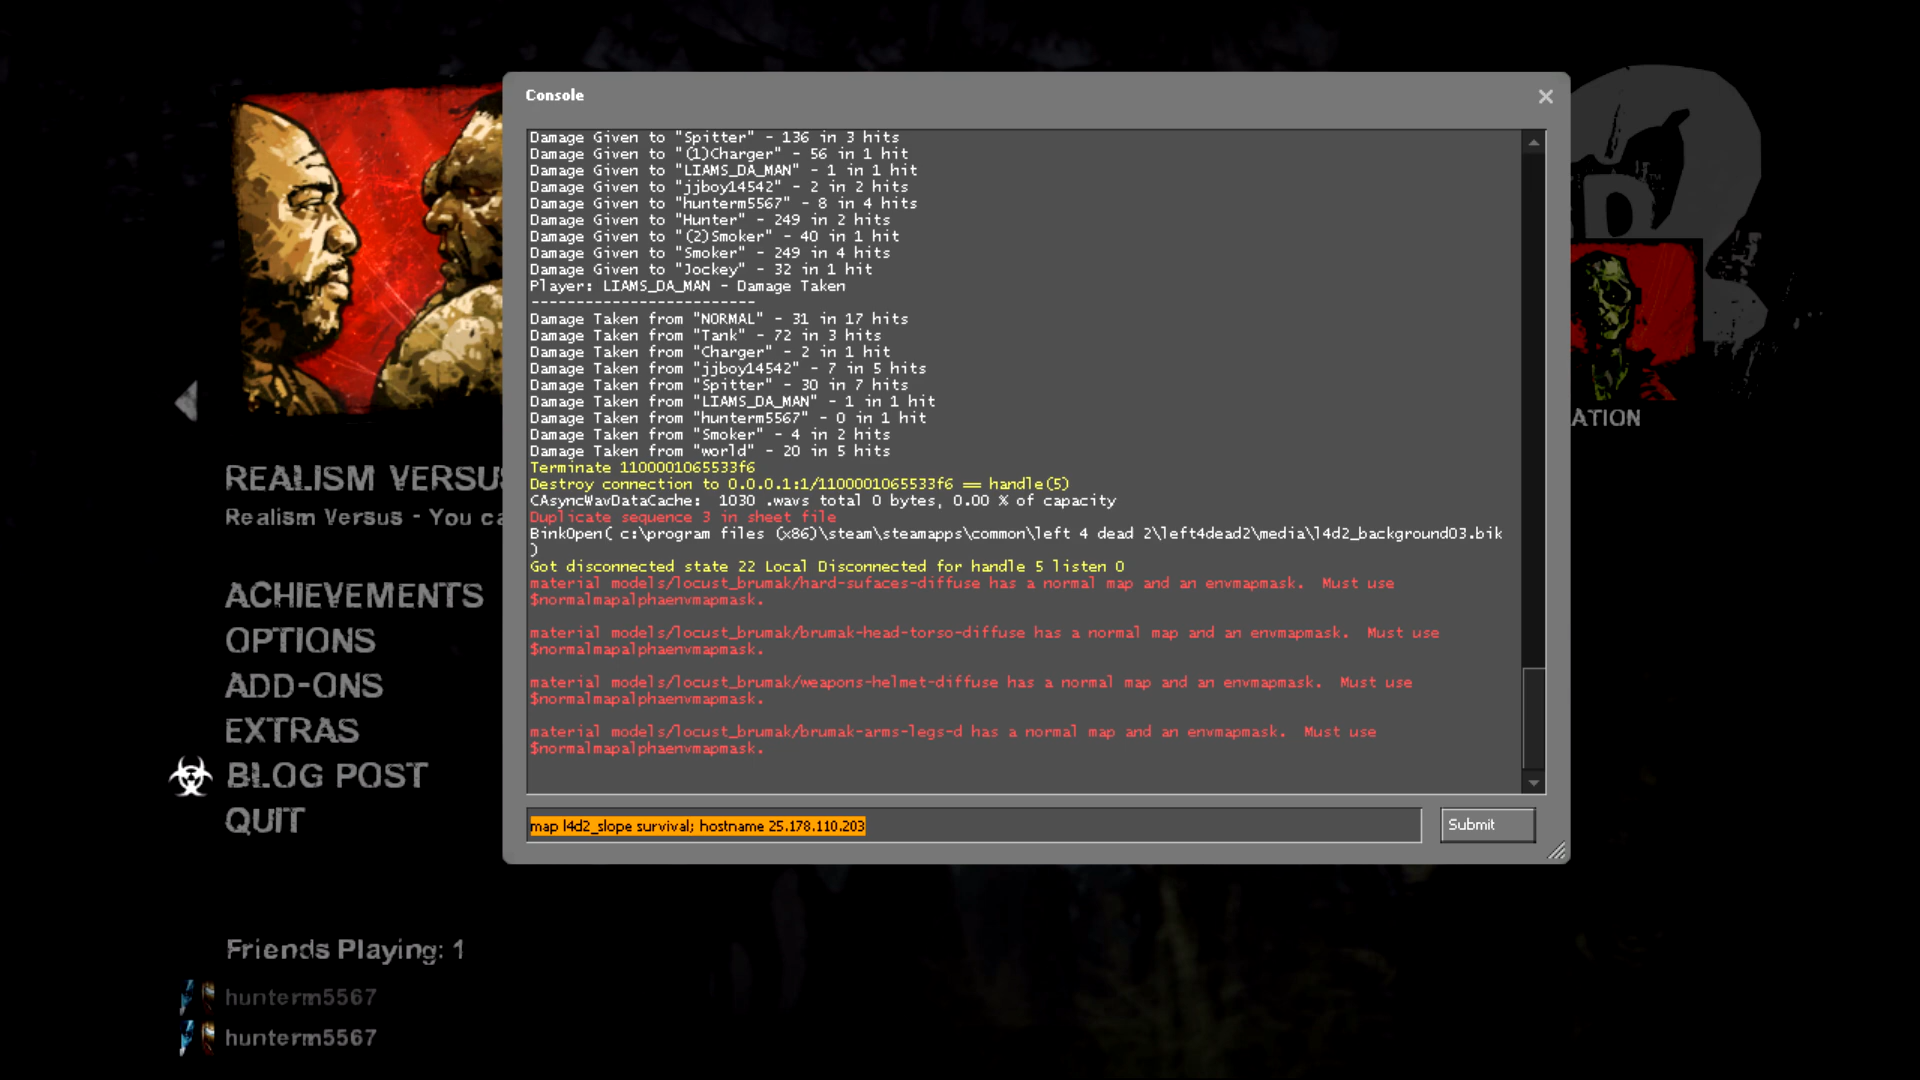 Console
Damage Given to "Spitter" - 136 in 3 hits
Damage Given to "(1)Charger" - 56 in 1 hit
Damage Given to "LIAMS_DA_MAN" - 1 in 1 hit
Damage Given to "jjboy14542" - 2 in 2 hits
Damage Given to "hunterm5567" - 8 in 4 hits
Damage Given to "Hunter" - 249 in 2 hits
Damage Given to "(2)Smoker" - 40 in 1 hit
Damage Given to "Smoker" - 249 in 4 hits
Damage Given to "Jockey" - 32 in 1 hit
Player: LIAMS_DA_MAN - Damage Taken
-------------------------
Damage Taken from "NORMAL" - 31 in 17 hits
Damage Taken from "Tank" - 72 in 3 hits
Damage Taken from "Charger" - 2 in 1 hit
Damage Taken from "jjboy14542" - 7 in 5 hits
Damage Taken from "Spitter" - 30 in 7 hits
Damage Taken from "LIAMS_DA_MAN" - 1 in 1 hit
Damage Taken from "hunterm5567" - 0 in 1 hit
Damage Taken from "Smoker" - 4 in 2 hits
Damage Taken from "world" - 20 in 5 hits
Terminate 1100001065533f6
Destroy connection to 0.0.0.1:1/1100001065533f6 == handle(5)
CAsyncWavDataCache:  1030 .wavs total 0 bytes, 0.00 % of capacity
Duplicate sequence 3 in sheet file
BinkOpen( c:\program files (x86)\steam\steamapps\common\left 4 dead 2\left4dead2\media\l4d2_background03.bik
)
Got disconnected state 22 Local Disconnected for handle 5 listen 0
material models/locust_brumak/hard-sufaces-diffuse has a normal map and an envmapmask.  Must use
$normalmapalphaenvmapmask.
material models/locust_brumak/brumak-head-torso-diffuse has a normal map and an envmapmask.  Must use
$normalmapalphaenvmapmask.
material models/locust_brumak/weapons-helmet-diffuse has a normal map and an envmapmask.  Must use
$normalmapalphaenvmapmask.
material models/locust_brumak/brumak-arms-legs-d has a normal map and an envmapmask.  Must use
$normalmapalphaenvmapmask.
map l4d2_slope survival; hostname 25.178.110.203
Submit
REALISM VERSUS
Realism Versus - You ca
ACHIEVEMENTS
OPTIONS
ADD-ONS
EXTRAS
BLOG POST
QUIT
Friends Playing: 1
hunterm5567
hunterm5567
D
ATION